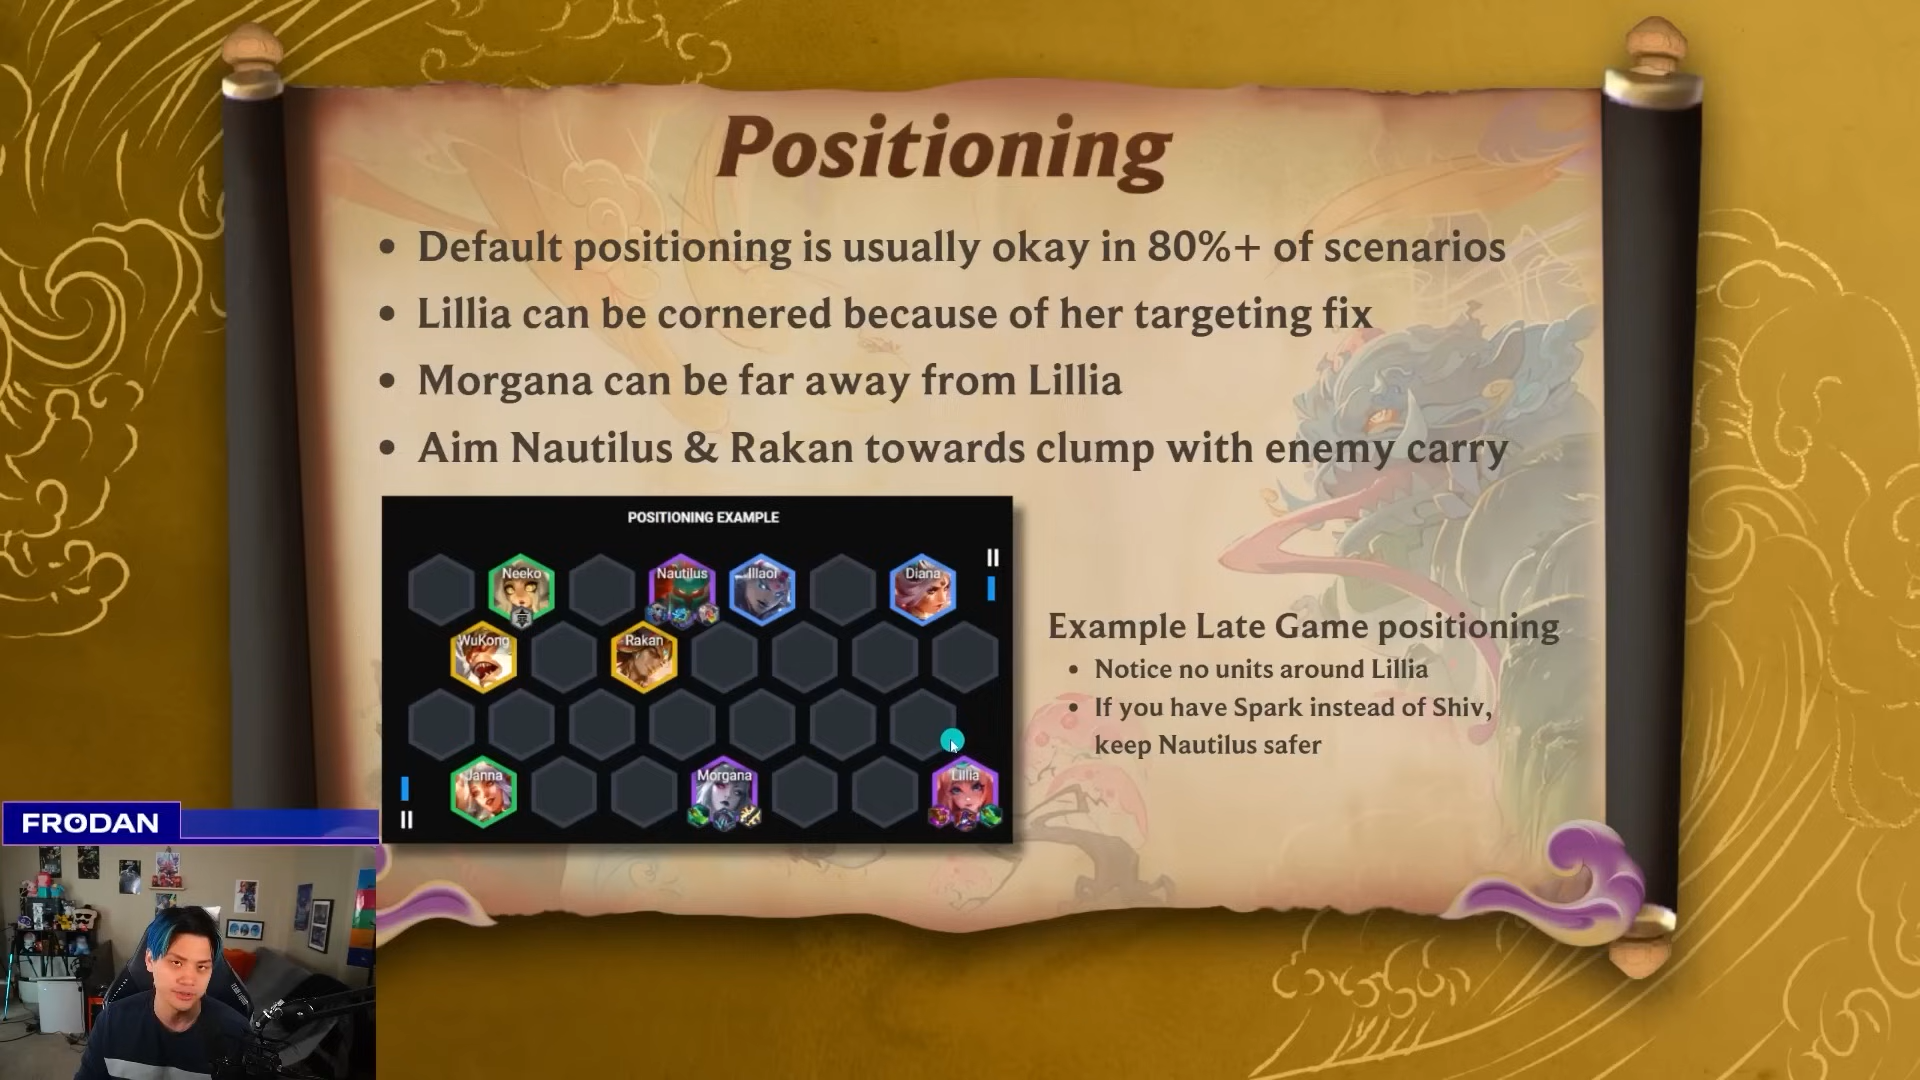 Positioning
• Default positioning is usually okay in 80%+ of scenarios
• Lillia can be cornered because of her targeting fix
• Morgana can be far away from Lillia
• Aim Nautilus & Rakan towards clump with enemy carry
POSITIONING EXAMPLE
Neeko Nautilus Illaoi Diana
WuKong Rakan
Janna Morgana Lillia
Example Late Game positioning
• Notice no units around Lillia
• If you have Spark instead of Shiv,
keep Nautilus safer
FRODAN